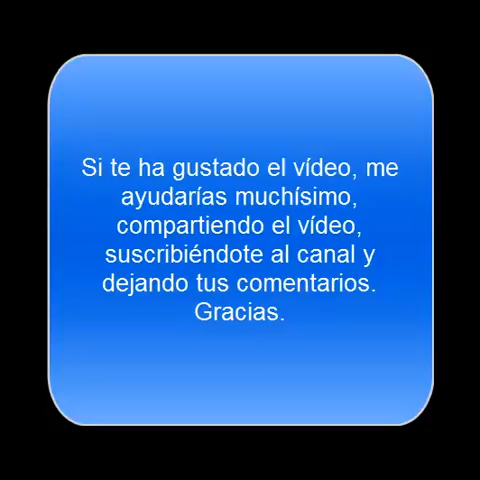 Si te ha gustado el vídeo, me
ayudarías muchísimo,
compartiendo el vídeo,
suscribiéndote al canal y
dejando tus comentarios.
Gracias.